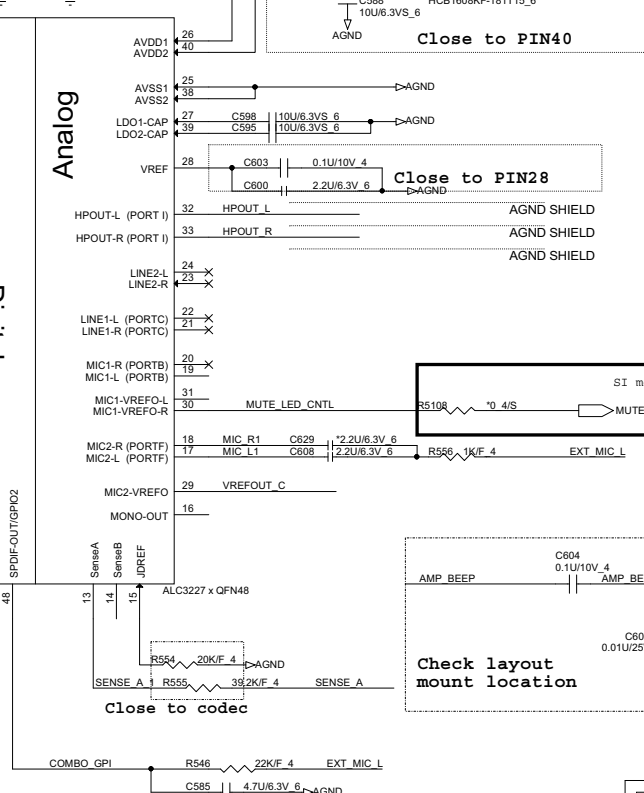 C588
HCB1608KF-181T15_6
10U/6.3VS_6
AGND
Close to PIN40
AVDD1 26
AVDD2 40
AVSS1 25
AVSS2 38
AGND
LDO1-CAP 27 C598 10U/6.3VS_6
LDO2-CAP 39 C595 10U/6.3VS_6
AGND
Analog
VREF 28 C603 0.1U/10V_4
C600 2.2U/6.3V_6
AGND
Close to PIN28
HPOUT-L (PORT I) 32 HPOUT_L
AGND SHIELD
HPOUT-R (PORT I) 33 HPOUT_R
AGND SHIELD
AGND SHIELD
LINE2-L 24
LINE2-R 23
LINE1-L (PORTC) 22
LINE1-R (PORTC) 21
MIC1-R (PORTB) 20
MIC1-L (PORTB) 19
MIC1-VREFO-L 31
MIC1-VREFO-R 30 MUTE_LED_CNTL
SI m
R5108 *0_4/S
MUTE
MIC2-R (PORTF) 18 MIC_R1 C629 *2.2U/6.3V_6
MIC2-L (PORTF) 17 MIC_L1 C608 2.2U/6.3V_6
R556 1K/F_4 EXT_MIC_L
MIC2-VREFO 29 VREFOUT_C
MONO-OUT 16
SPDIF-OUT/GPIO2
SenseA
SenseB
JDREF
48
13
14
15
ALC3227 x QFN48
C604
0.1U/10V_4
AMP_BEEP
AMP_BE
C60
0.01U/25
Check layout
mount location
R554 20K/F_4 AGND
SENSE_A_1 R555 39.2K/F_4 SENSE_A
Close to codec
COMBO_GPI R546 22K/F_4 EXT_MIC_L
C585 4.7U/6.3V_6 AGND